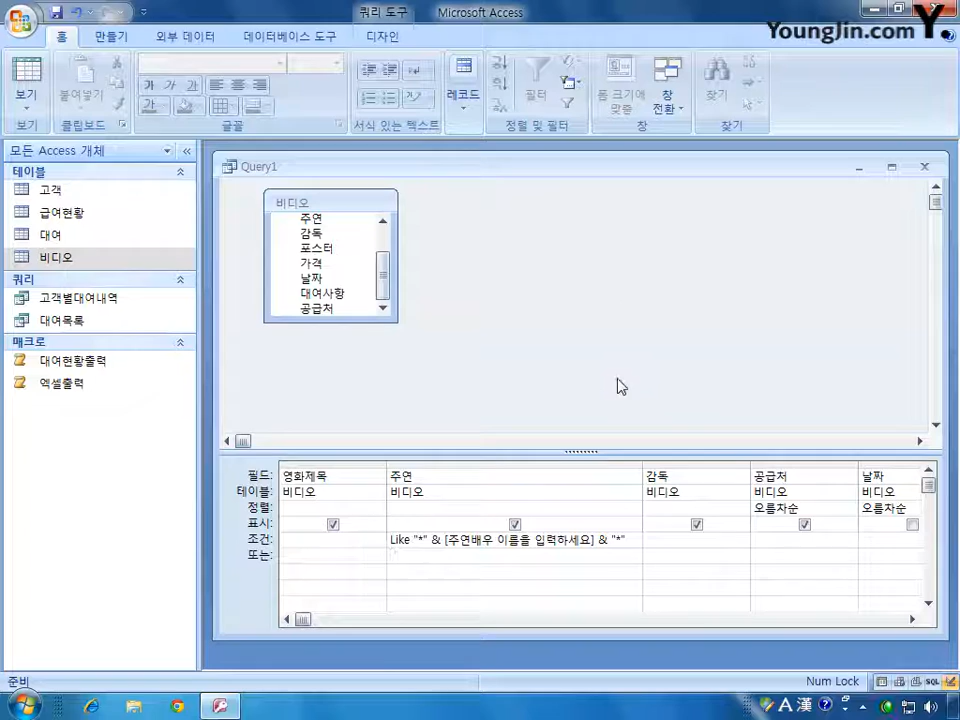 쿼리 도구
Microsoft Access
YoungJin.com Y.
홈
만들기
외부 데이터
데이터베이스 도구
디자인
보기
붙여넣기
가 가 가
가
레코드
필터
폼 크기에
맞춤
창
전환
찾기
보기
클립보드
글꼴
서식 있는 텍스트
정렬 및 필터
창
찾기
모든 Access 개체
테이블
고객
급여현황
대여
비디오
쿼리
고객별대여내역
대여목록
매크로
대여현황출력
엑셀출력
Query1
비디오
주연
감독
포스터
가격
날짜
대여사항
공급처
필드: 영화제목 주연 감독 공급처 날짜
테이블: 비디오 비디오 비디오 비디오 비디오
정렬: 오름차순 오름차순
표시:
조건: Like "*" & [주연배우 이름을 입력하세요] & "*"
또는:
준비
Num Lock
SQL
A 漢